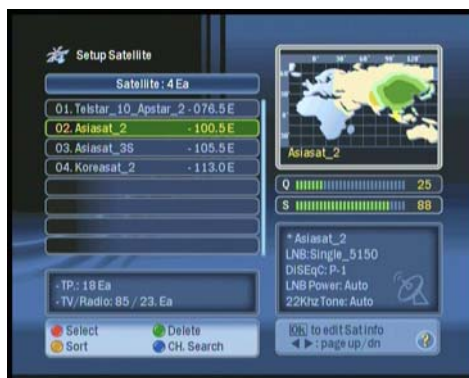 Setup Satellite
Satellite : 4 Ea
01. Telstar_10_Apstar_2 - 076.5 E
02. Asiasat_2 - 100.5 E
03. Asiasat_3S - 105.5 E
04. Koreasat_2 - 113.0 E
- TP.: 18 Ea
- TV/Radio: 85 / 23. Ea
Select
Delete
Sort
CH. Search
Asiasat_2
Q 25
S 88
* Asiasat_2
LNB: Single_5150
DiSEqC: P-1
LNB Power: Auto
22Khz Tone: Auto
OK to edit Sat info
◀ ▶ : page up/dn
?